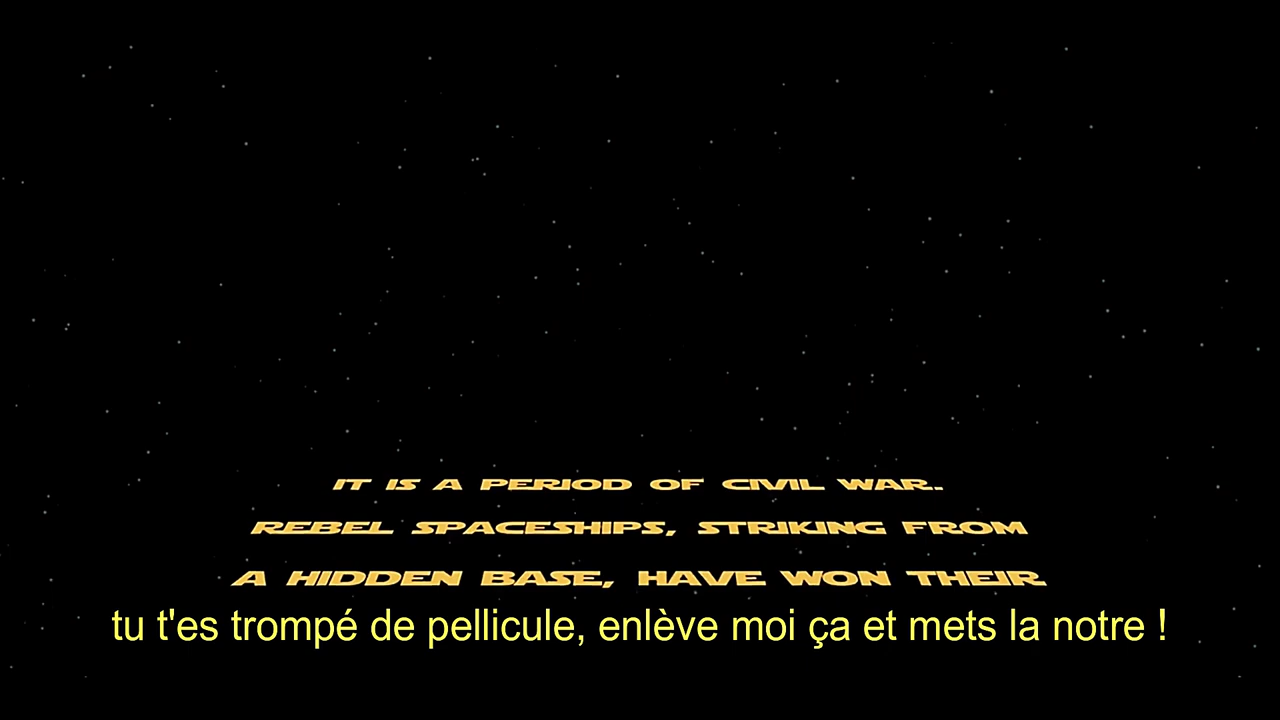 IT IS A PERIOD OF CIVIL WAR.
REBEL SPACESHIPS, STRIKING FROM
A HIDDEN BASE, HAVE WON THEIR
tu t'es trompé de pellicule, enlève moi ça et mets la notre !